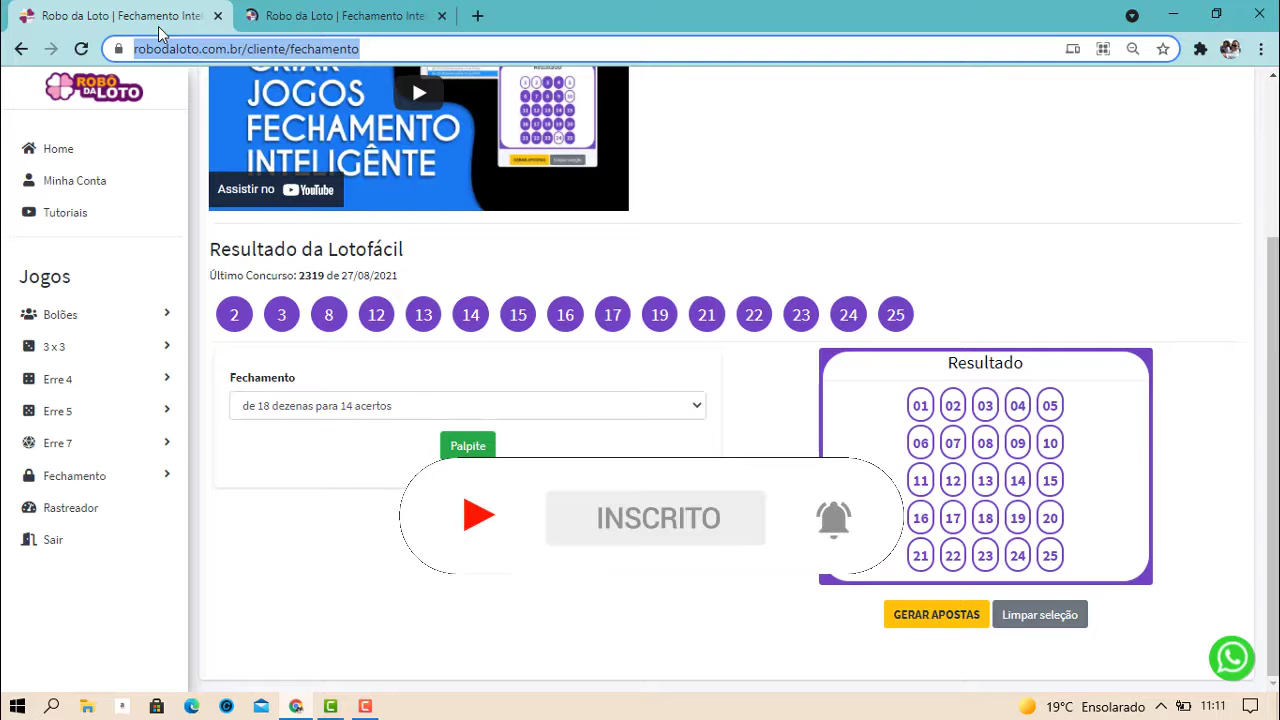 Robo da Loto | Fechamento Inte
Robo da Loto | Fechamento Inte
robodaloto.com.br/cliente/fechamento
ROBÔ
DA LOTO
Home
Minha Conta
Tutoriais
Jogos
Bolões
3 x 3
Erre 4
Erre 5
Erre 7
Fechamento
Rastreador
Sair
CRIAR
JOGOS
FECHAMENTO
INTELIGÊNTE
Assistir no YouTube
Resultado da Lotofácil
Último Concurso: 2319 de 27/08/2021
2 3 8 12 13 14 15 16 17 19 21 22 23 24 25
Fechamento
de 18 dezenas para 14 acertos
Palpite
INSCRITO
Resultado
01 02 03 04 05
06 07 08 09 10
11 12 13 14 15
16 17 18 19 20
21 22 23 24 25
GERAR APOSTAS Limpar seleção
19°C Ensolarado 11:11